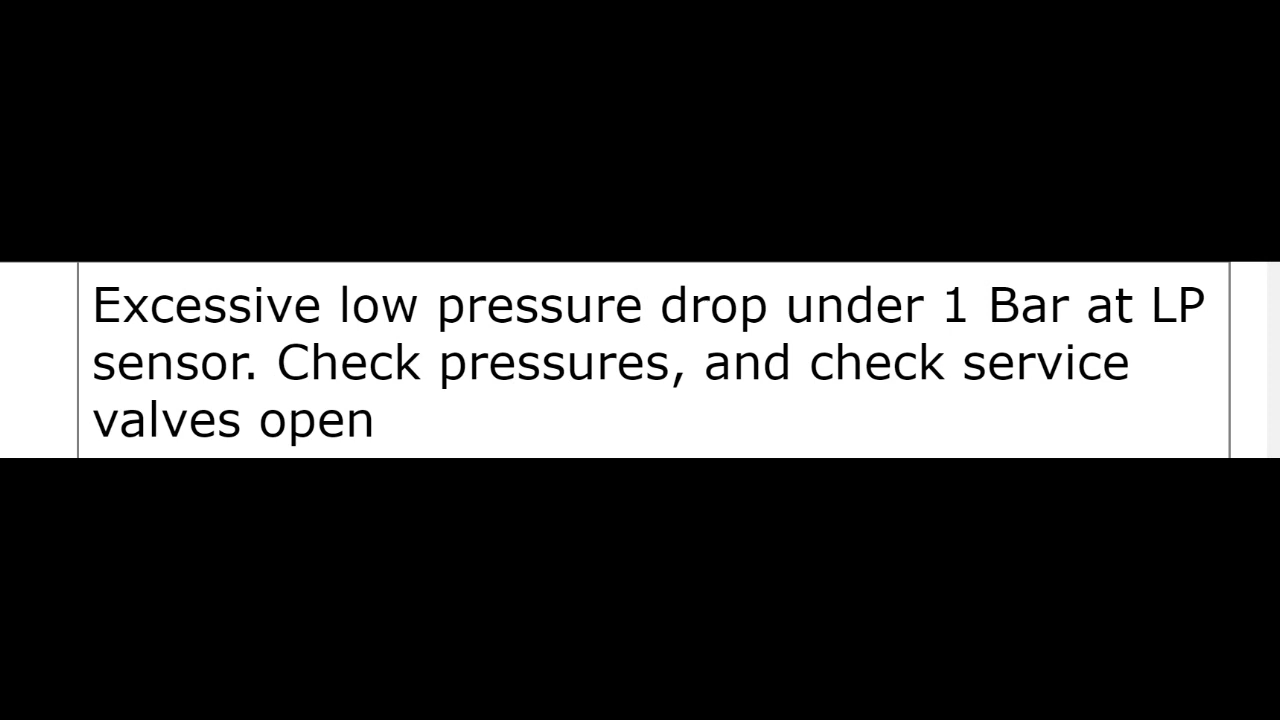 Excessive low pressure drop under 1 Bar at LP
sensor. Check pressures, and check service
valves open